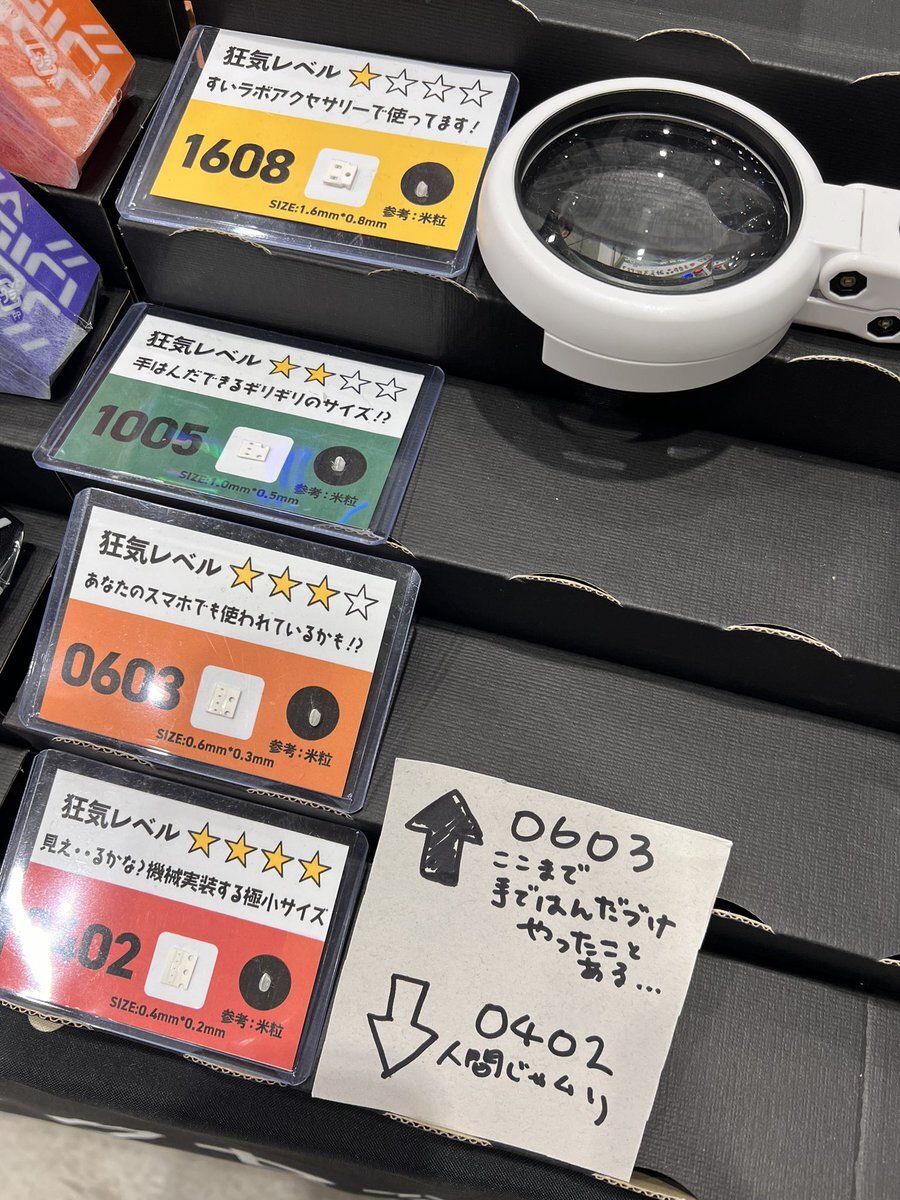 狂気レベル ★☆☆☆
すいラボアクセサリーで使ってます!
1608
SIZE:1.6mm*0.8mm
参考:米粒
狂気レベル ★★☆☆
手はんだできるギリギリのサイズ!?
1005
SIZE:1.0mm*0.5mm
参考:米粒
狂気レベル ★★★☆
あなたのスマホでも使われているかも!?
0603
SIZE:0.6mm*0.3mm
参考:米粒
狂気レベル ★★★★
見え・・るかな?機械実装する極小サイズ
0402
SIZE:0.4mm*0.2mm
参考:米粒
0603
ここまで
手ではんだづけ
やったこと
ある...
0402
人間じゃムリ